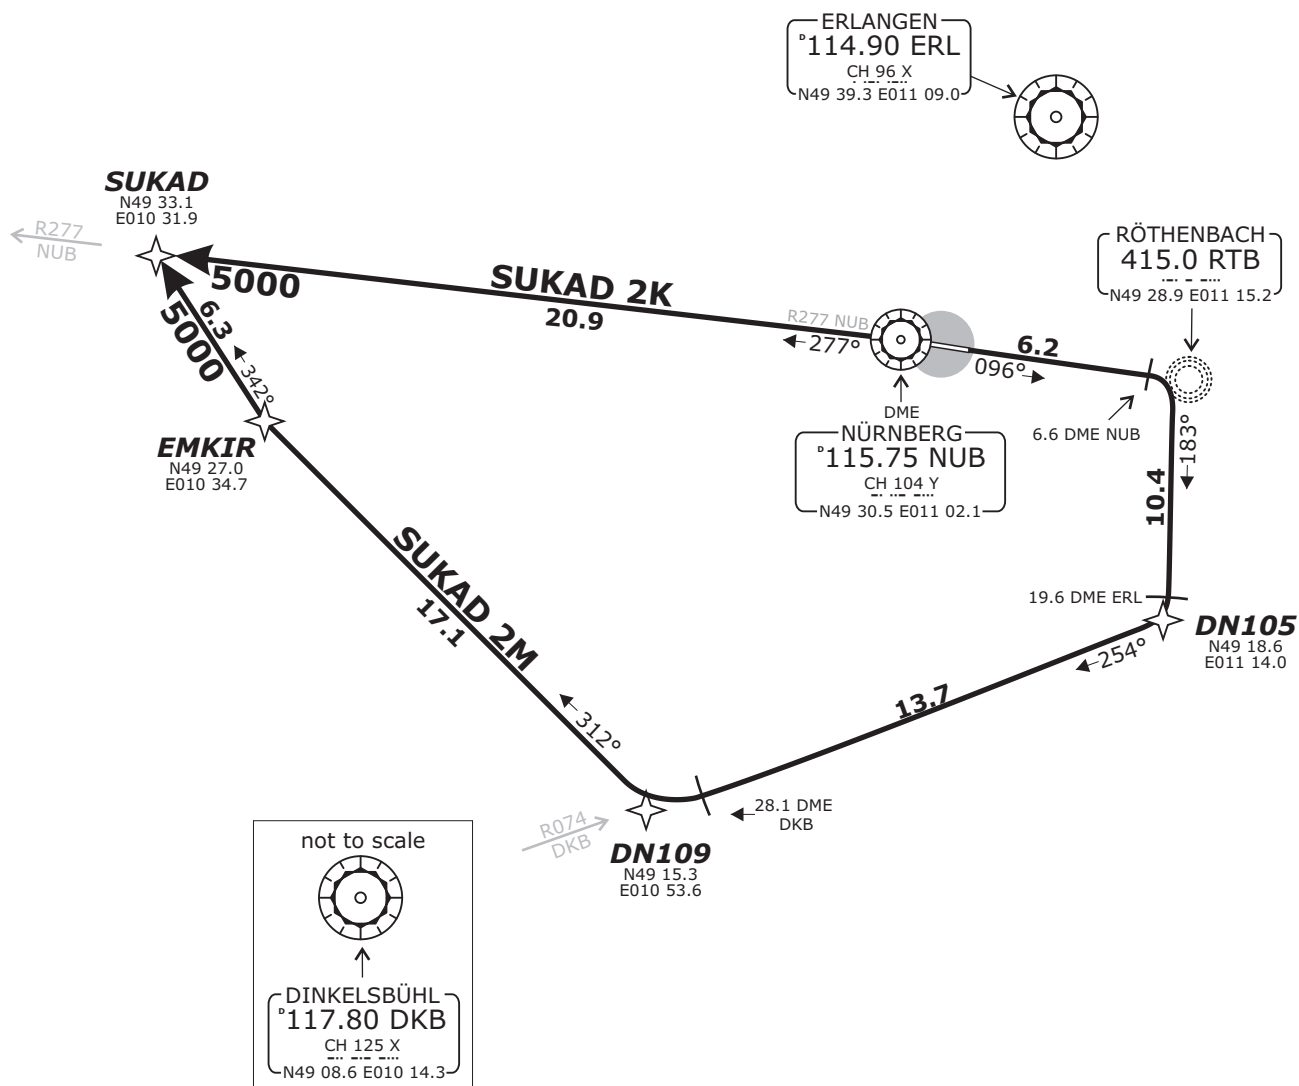 ERLANGEN
D114.90 ERL
CH 96 X
N49 39.3 E011 09.0
SUKAD
N49 33.1
E010 31.9
R277
NUB
RÖTHENBACH
415.0 RTB
N49 28.9 E011 15.2
5000
SUKAD 2K
20.9
R277 NUB
277°
6.2
096°
6.3
5000
342°
DME
NÜRNBERG
D115.75 NUB
CH 104 Y
N49 30.5 E011 02.1
6.6 DME NUB
183°
10.4
EMKIR
N49 27.0
E010 34.7
SUKAD 2M
17.1
19.6 DME ERL
DN105
N49 18.6
E011 14.0
254°
13.7
312°
28.1 DME
DKB
R074
DKB
DN109
N49 15.3
E010 53.6
not to scale
DINKELSBÜHL
D117.80 DKB
CH 125 X
N49 08.6 E010 14.3